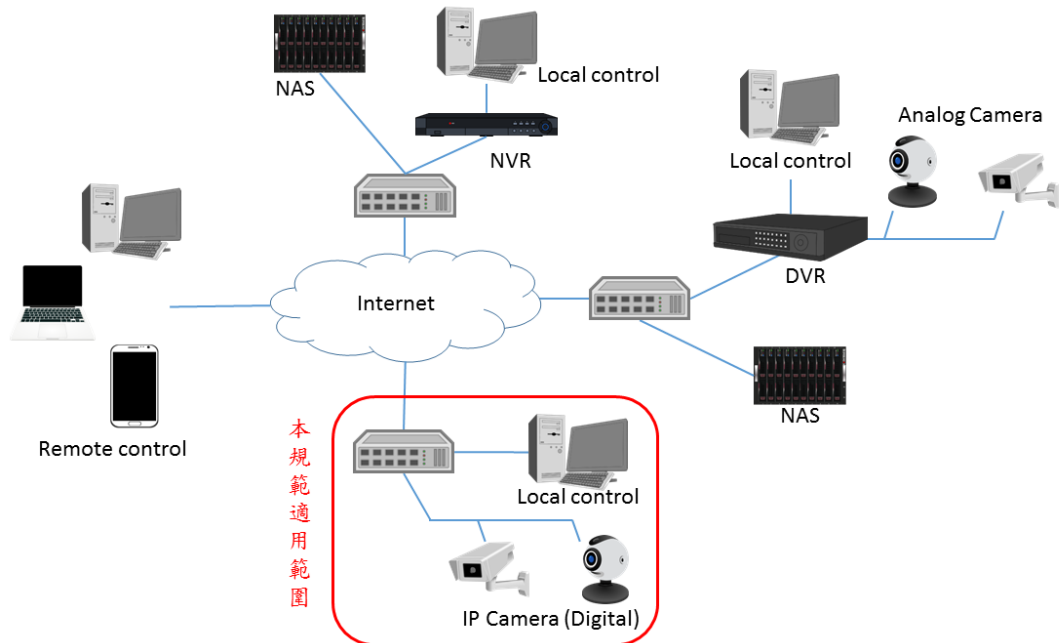 NAS
Local control
NVR
Analog Camera
Local control
DVR
Internet
NAS
Remote control
本規範適用範圍
Local control
IP Camera (Digital)